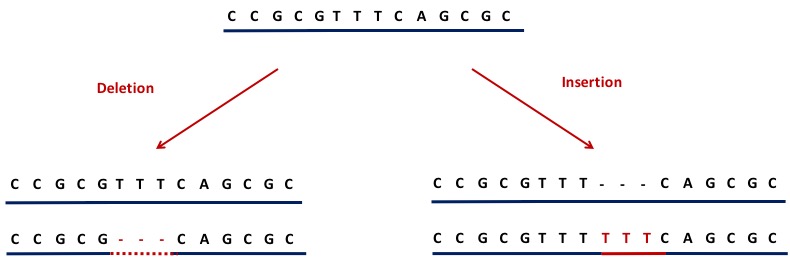 C C G C G T T T C A G C G C
Deletion
Insertion
C C G C G T T T C A G C G C
C C G C G - - - C A G C G C
C C G C G T T T - - - C A G C G C
C C G C G T T T T T T C A G C G C